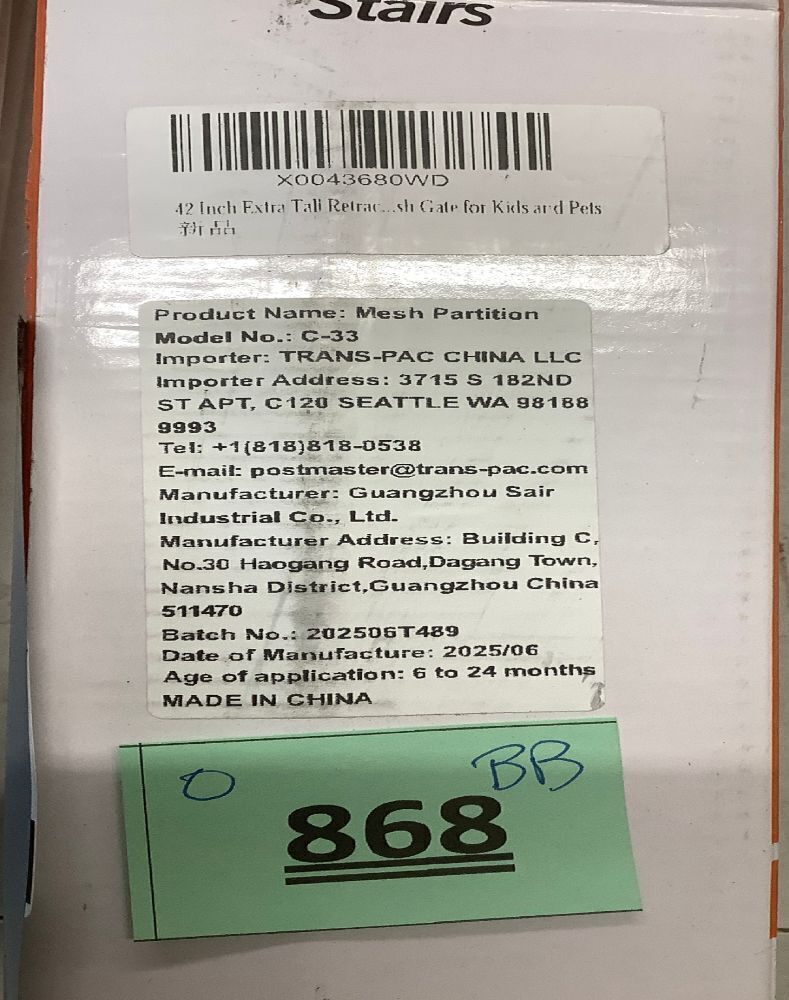 Stairs
X0043680WD
42 Inch Extra Tall Retrac...sh Gate for Kids and Pets
新品
Product Name: Mesh Partition
Model No.: C-33
Importer: TRANS-PAC CHINA LLC
Importer Address: 3715 S 182ND
ST APT, C120 SEATTLE WA 98188
9993
Tel: +1(818)818-0538
E-mail: postmaster@trans-pac.com
Manufacturer: Guangzhou Sair
Industrial Co., Ltd.
Manufacturer Address: Building C,
No.30 Haogang Road,Dagang Town,
Nansha District,Guangzhou China
511470
Batch No.: 202506T489
Date of Manufacture: 2025/06
Age of application: 6 to 24 months
MADE IN CHINA
O BB
868